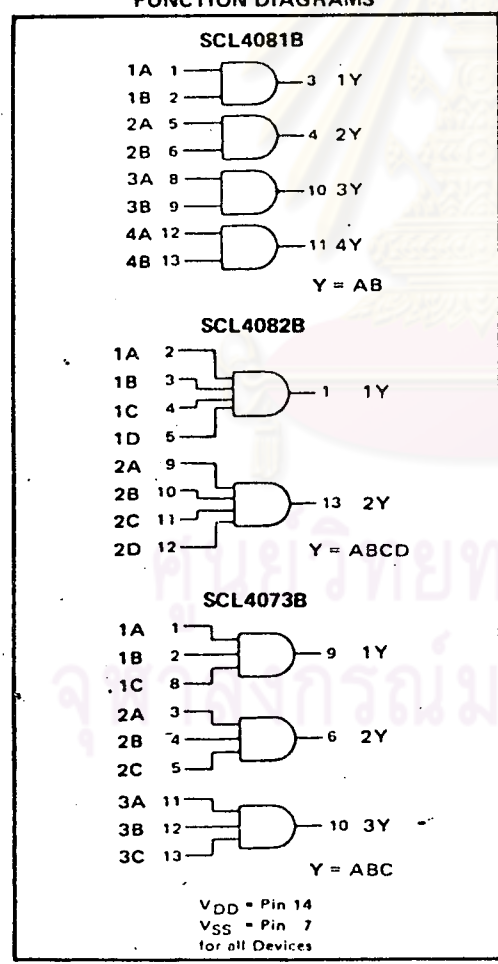 FUNCTION DIAGRAMS
SCL4081B
1A 1
1B 2
3 1Y
2A 5
2B 6
4 2Y
3A 8
3B 9
10 3Y
4A 12
4B 13
11 4Y
Y = AB
SCL4082B
1A 2
1B 3
1C 4
1D 5
1 1Y
2A 9
2B 10
2C 11
2D 12
13 2Y
Y = ABCD
SCL4073B
1A 1
1B 2
1C 8
9 1Y
2A 3
2B 4
2C 5
6 2Y
3A 11
3B 12
3C 13
10 3Y
Y = ABC
VDD = Pin 14
VSS = Pin 7
for all Devices